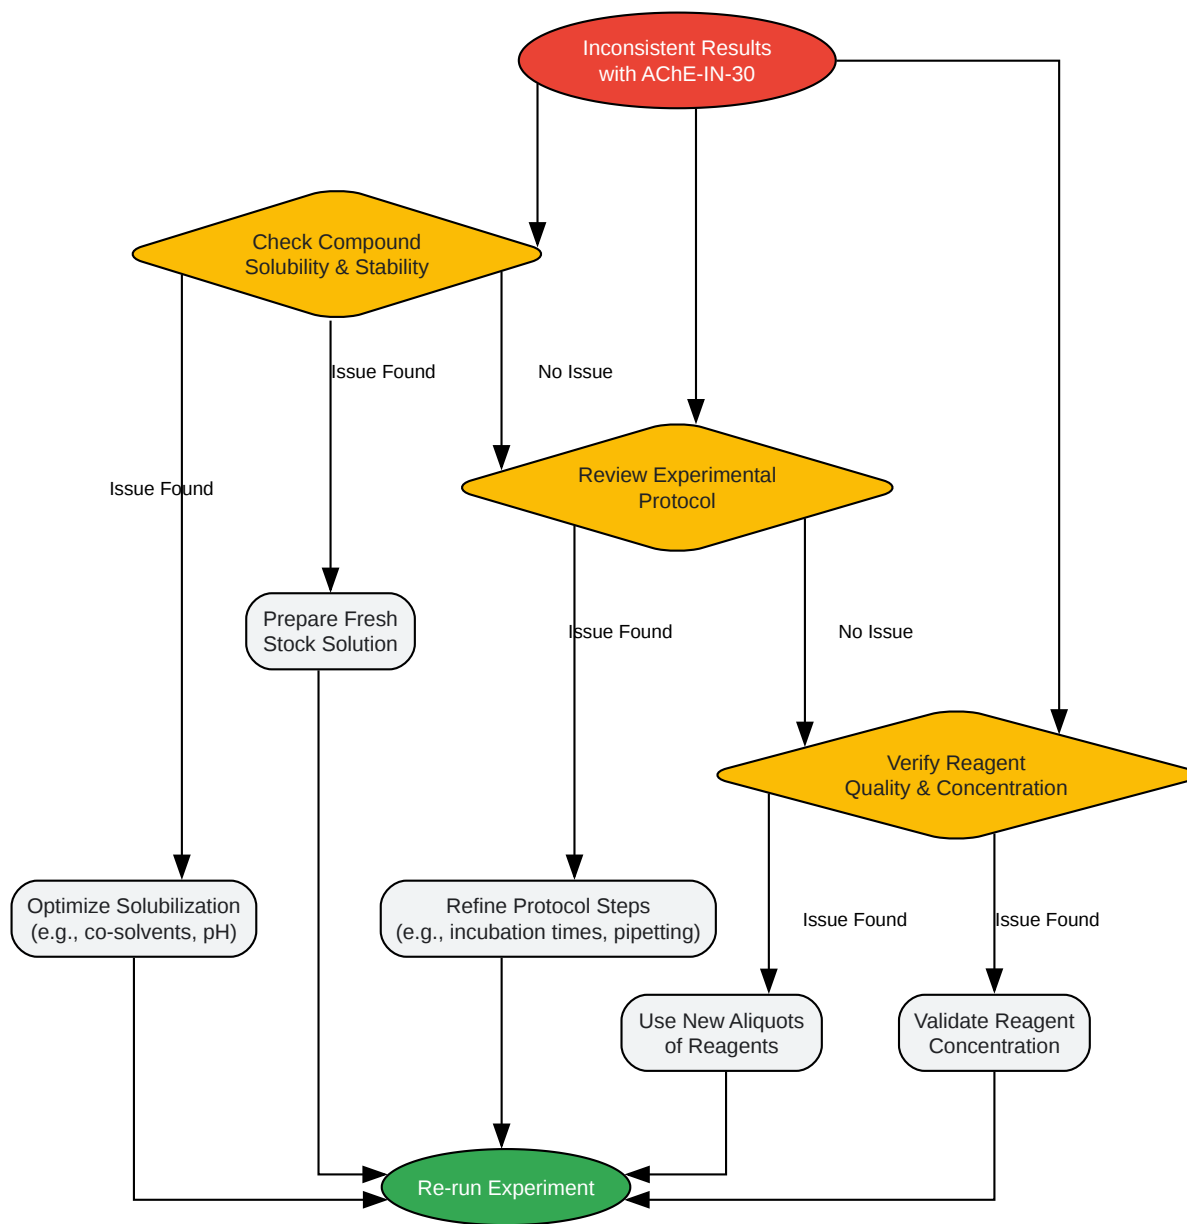 Inconsistent Results
with AChE-IN-30
Check Compound
Solubility & Stability
Issue Found
No Issue
Review Experimental
Protocol
Issue Found
Prepare Fresh
Stock Solution
Issue Found
No Issue
Verify Reagent
Quality & Concentration
Optimize Solubilization
(e.g., co-solvents, pH)
Refine Protocol Steps
(e.g., incubation times, pipetting)
Issue Found
Issue Found
Use New Aliquots
of Reagents
Validate Reagent
Concentration
Re-run Experiment